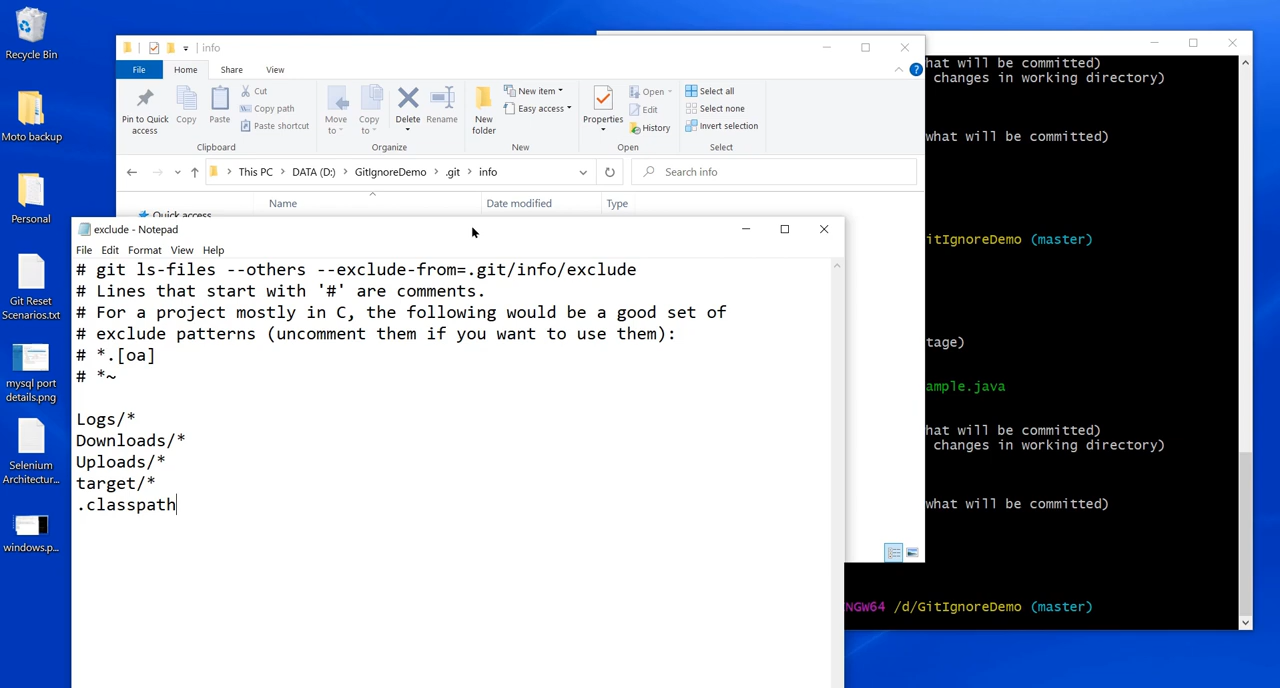 Recycle Bin
Moto backup
Personal
Git Reset
Scenarios.txt
mysql port
details.png
Selenium
Architectur...
windows.p...
info
File
Home
Share
View
Pin to Quick
access
Copy
Paste
Cut
Copy path
Paste shortcut
Clipboard
Move
to
Copy
to
Delete
Rename
Organize
New
folder
New item
Easy access
New
Properties
Open
Edit
History
Open
Select all
Select none
Invert selection
Select
This PC > DATA (D:) > GitIgnoreDemo > .git > info
Search info
Name
Date modified
Type
Quick access
exclude - Notepad
File Edit Format View Help
# git ls-files --others --exclude-from=.git/info/exclude
# Lines that start with '#' are comments.
# For a project mostly in C, the following would be a good set of
# exclude patterns (uncomment them if you want to use them):
# *.[oa]
# *~
Logs/*
Downloads/*
Uploads/*
target/*
.classpath
hat will be committed)
changes in working directory)
what will be committed)
itIgnoreDemo (master)
tage)
ample.java
hat will be committed)
changes in working directory)
what will be committed)
NGW64 /d/GitIgnoreDemo (master)